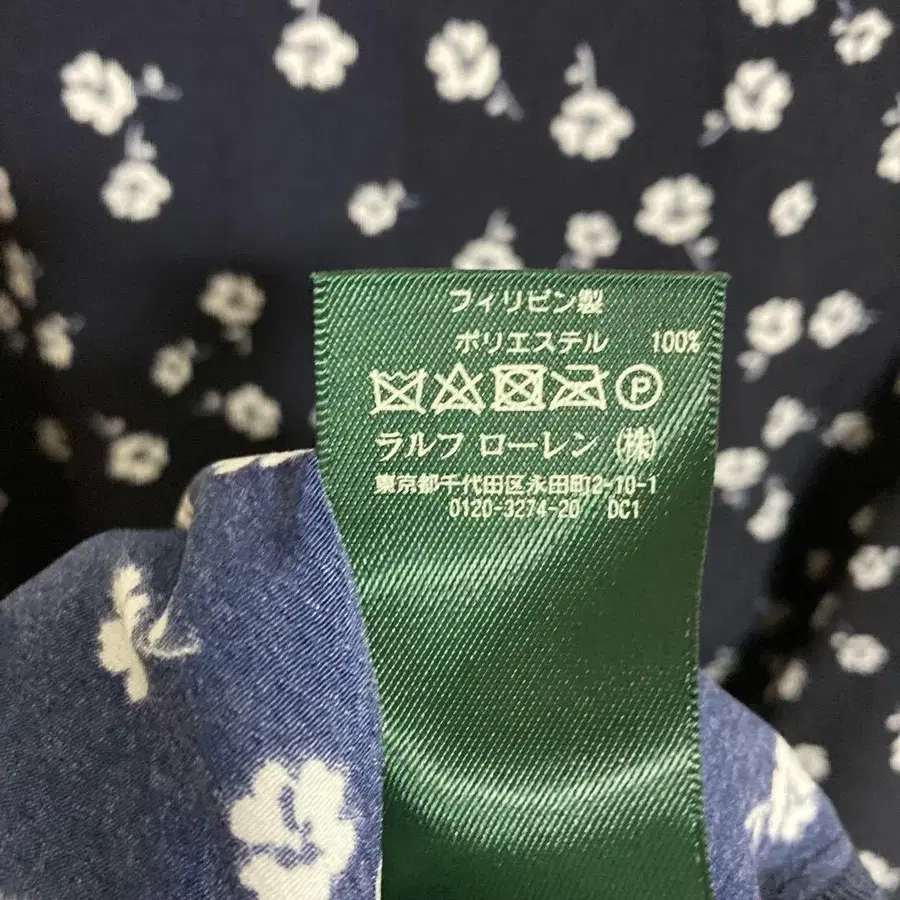 フィリピン製
ポリエステル 100%
P
ラルフ ローレン (株)
東京都千代田区永田町2-10-1
0120-3274-20 DC1